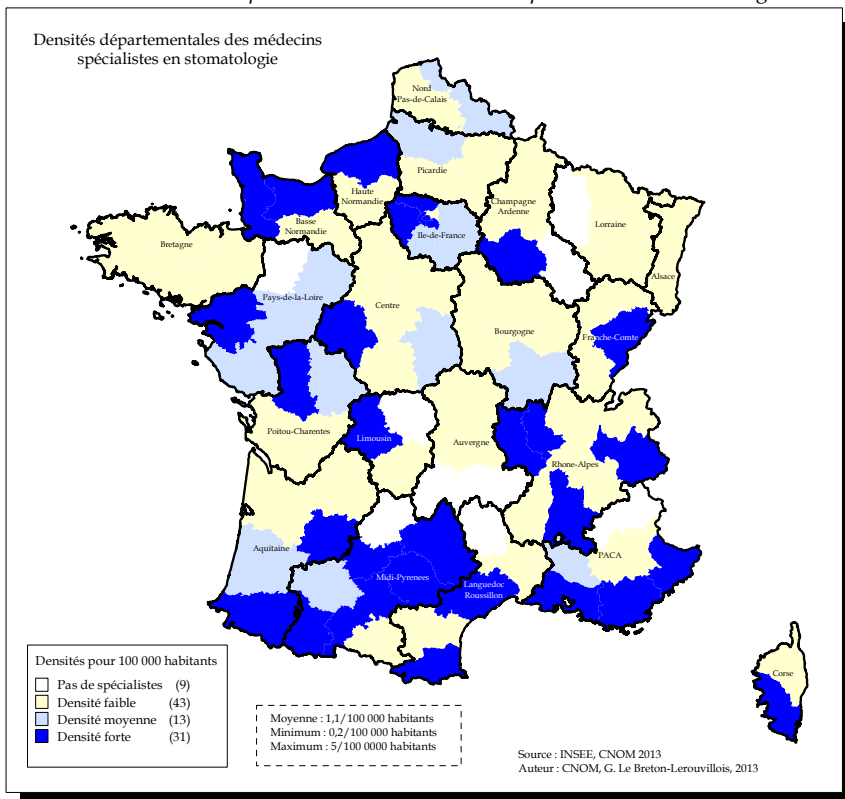 Densités départementales des médecins
spécialistes en stomatologie
Nord
Pas-de-Calais
Picardie
Haute
Normandie
Basse
Normandie
Ile-de-France
Champagne
Ardenne
Lorraine
Alsace
Bretagne
Pays-de-la-Loire
Centre
Bourgogne
Franche-Comte
Poitou-Charentes
Limousin
Auvergne
Rhone-Alpes
Aquitaine
Midi-Pyrenees
Languedoc
Roussillon
PACA
Corse
Densités pour 100 000 habitants
Pas de spécialistes (9)
Densité faible (43)
Densité moyenne (13)
Densité forte (31)
Moyenne : 1,1/100 000 habitants
Minimum : 0,2/100 000 habitants
Maximum : 5/100 0000 habitants
Source : INSEE, CNOM 2013
Auteur : CNOM, G. Le Breton-Lerouvillois, 2013